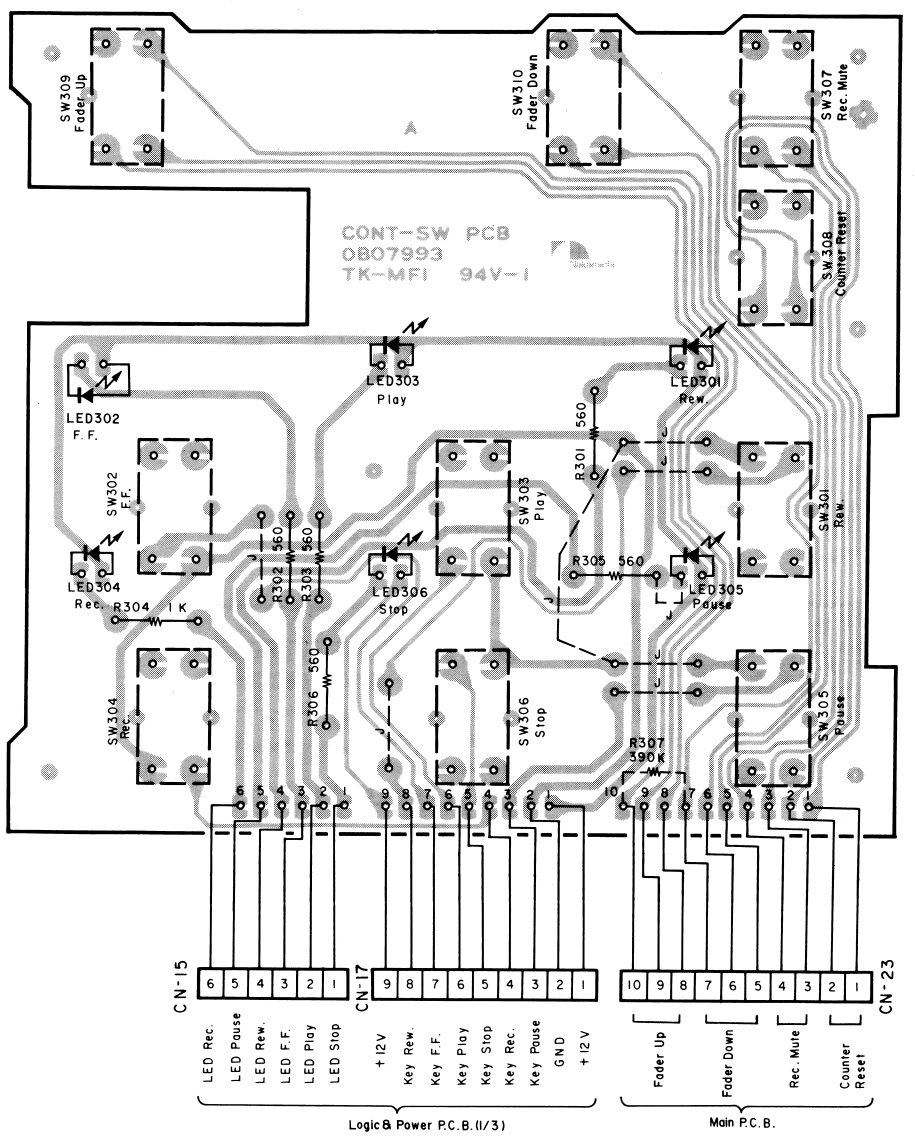 SW309
Fader Up
SW310
Fader Down
SW307
Rec. Mute
A
CONT-SW PCB
0B07993
TK-MF1 94V-1
Nakamichi
SW308
Counter Reset
LED303
Play
LED301
Rew.
LED302
F. F.
R301 560
J
J
SW302
F.F.
SW303
Play
SW301
Rew.
J
R302 560
R303 560
LED304
Rec.
LED306
Stop
R305 560
LED305
Pause
J
J
R304 1K
R306 560
SW304
Rec.
J
SW306
Stop
J
J
SW305
Pause
R307
390K
6 5 4 3 2 1
9 8 7 6 5 4 3 2 1
10 9 8 7 6 5 4 3 2 1
CN-15
6 5 4 3 2 1
CN-17
9 8 7 6 5 4 3 2 1
10 9 8 7 6 5 4 3 2 1
CN-23
LED Rec.
LED Pause
LED Rew.
LED F.F.
LED Play
LED Stop
+12V
Key Rew.
Key F.F.
Key Play
Key Stop
Key Rec.
Key Pause
GND
+12V
Fader Up
Fader Down
Rec. Mute
Counter
Reset
Logic & Power P.C.B.(1/3)
Main P.C.B.